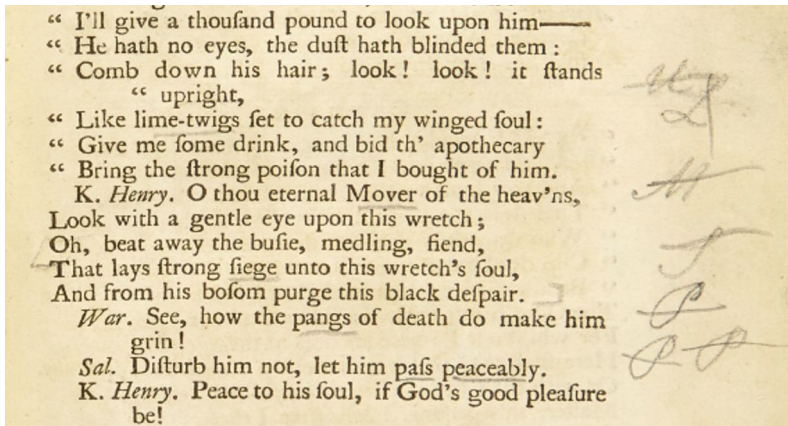 “ I’ll give a thouſand pound to look upon him——
“ He hath no eyes, the duſt hath blinded them :
“ Comb down his hair ; look ! look ! it ſtands
“ upright,
“ Like lime-twigs ſet to catch my winged ſoul :
“ Give me ſome drink, and bid th’ apothecary
“ Bring the ſtrong poiſon that I bought of him.
K. Henry. O thou eternal Mover of the heav’ns,
M
Look with a gentle eye upon this wretch ;
Oh, beat away the buſie, medling, fiend,
That lays ſtrong ſiege unto this wretch’s ſoul,
S
And from his boſom purge this black deſpair.
P
War. See, how the pangs of death do make him
grin !
Sal. Diſturb him not, let him paſs peaceably.
P P
K. Henry. Peace to his ſoul, if God’s good pleaſure
be!